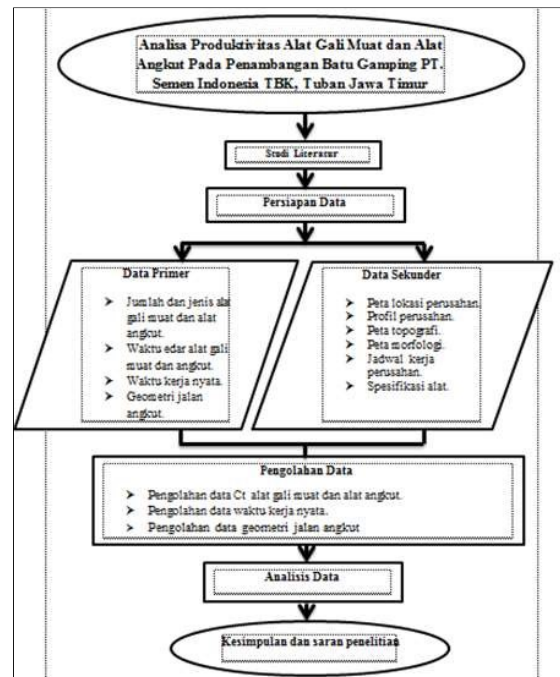 Analisa Produktivitas Alat Gali Muat dan Alat
Angkut Pada Penambangan Batu Gamping PT.
Semen Indonesia TBK, Tuban Jawa Timur
Studi Literatur
Persiapan Data
Data Primer
➤ Jumlah dan jenis alat
gali muat dan alat
angkut.
➤ Waktu edar alat gali
muat dan angkut.
➤ Waktu kerja nyata.
➤ Geometri jalan
angkut.
Data Sekunder
➤ Peta lokasi perusahan.
➤ Profil perusahan.
➤ Peta topografi.
➤ Peta morfologi.
➤ Jadwal kerja
perusahan.
➤ Spesifikasi alat.
Pengolahan Data
➤ Pengolahan data Ct alat gali muat dan alat angkut.
➤ Pengolahan data waktu kerja nyata.
➤ Pengolahan data geometri jalan angkut
Analisis Data
Kesimpulan dan saran penelitian